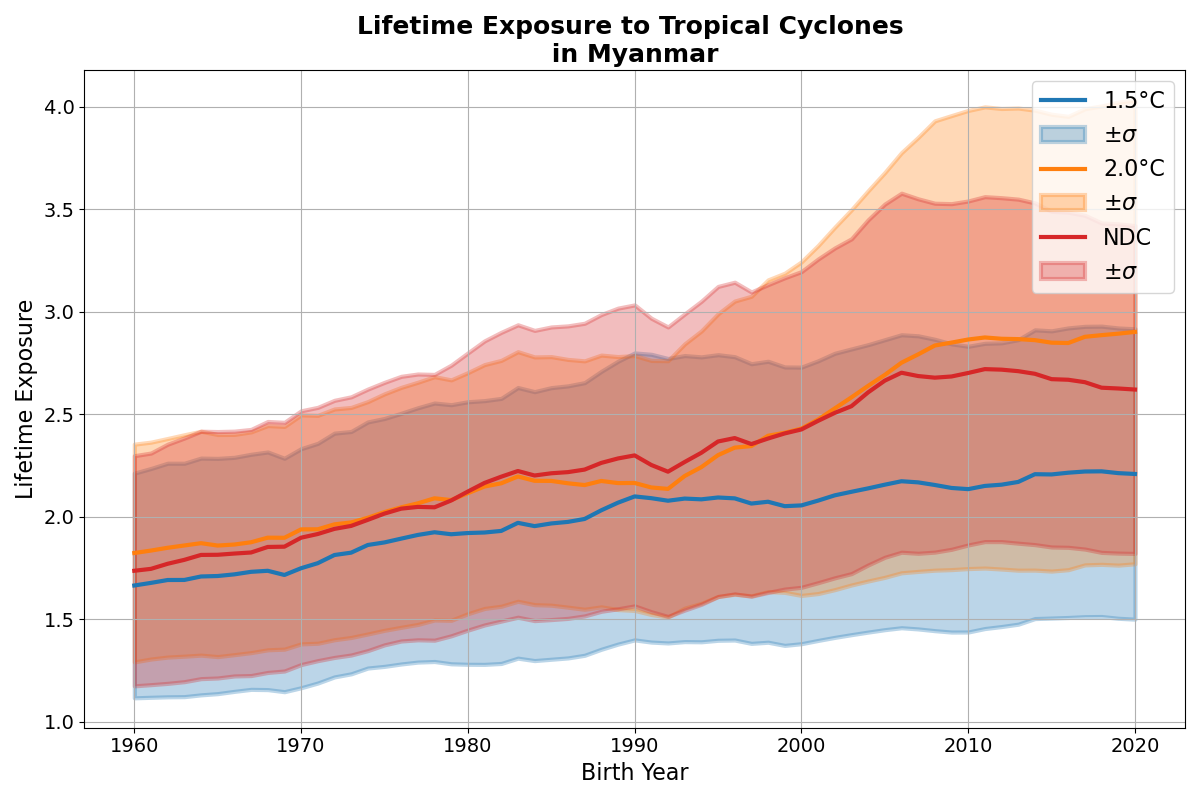 Lifetime Exposure to Tropical Cyclones
in Myanmar
Lifetime Exposure
4.0
3.5
3.0
2.5
2.0
1.5
1.0
1.5°C
±σ
2.0°C
±σ
NDC
±σ
1960 1970 1980 1990 2000 2010 2020
Birth Year